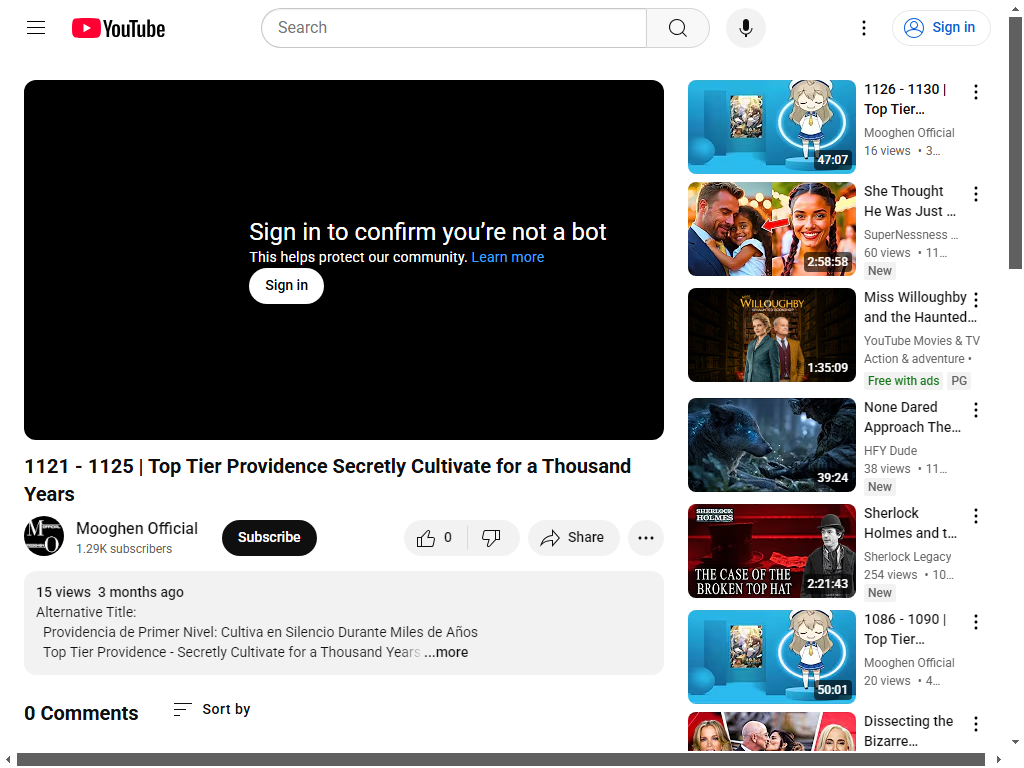 YouTube
Search
Sign in
Sign in to confirm you’re not a bot
This helps protect our community. Learn more
Sign in
1121 - 1125 | Top Tier Providence Secretly Cultivate for a Thousand
Years
Mooghen Official
1.29K subscribers
Subscribe
0
Share
15 views 3 months ago
Alternative Title:
Providencia de Primer Nivel: Cultiva en Silencio Durante Miles de Años
Top Tier Providence - Secretly Cultivate for a Thousand Years ...more
0 Comments
Sort by
47:07
1126 - 1130 |
Top Tier...
Mooghen Official
16 views • 3...
2:58:58
She Thought
He Was Just ...
SuperNessness ...
60 views • 11...
New
WILLOUGHBY
1:35:09
Miss Willoughby
and the Haunted...
YouTube Movies & TV
Action & adventure •
Free with ads PG
39:24
None Dared
Approach The...
HFY Dude
38 views • 11...
New
SHERLOCK
HOLMES
THE CASE OF THE
BROKEN TOP HAT
2:21:43
Sherlock
Holmes and t...
Sherlock Legacy
254 views • 10...
New
50:01
1086 - 1090 |
Top Tier...
Mooghen Official
20 views • 4...
Dissecting the
Bizarre...